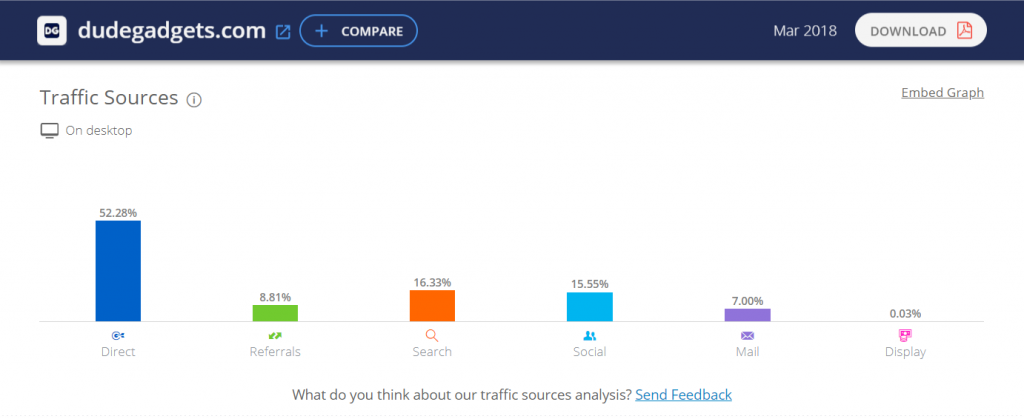 DG dudegadgets.com + COMPARE Mar 2018 DOWNLOAD
Traffic Sources Embed Graph
On desktop
52.28%
8.81%
16.33%
15.55%
7.00%
0.03%
Direct Referrals Search Social Mail Display
What do you think about our traffic sources analysis? Send Feedback